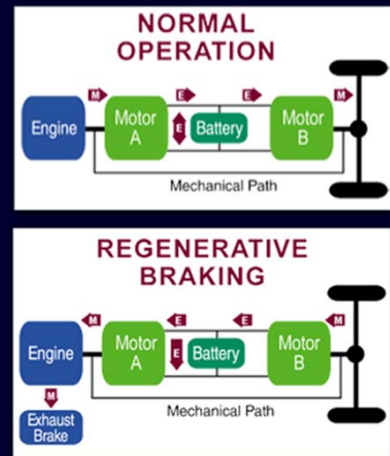 NORMAL
OPERATION
M E E M
Engine Motor A E Battery Motor B
Mechanical Path
REGENERATIVE
BRAKING
M E E M
Engine Motor A E Battery Motor B
M
Mechanical Path
Exhaust
Brake